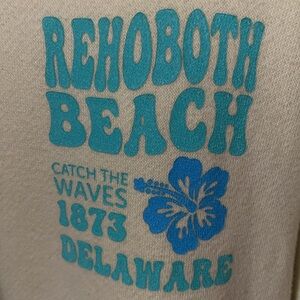 REHOBOTH
BEACH
CATCH THE
WAVES
1873
DELAWARE